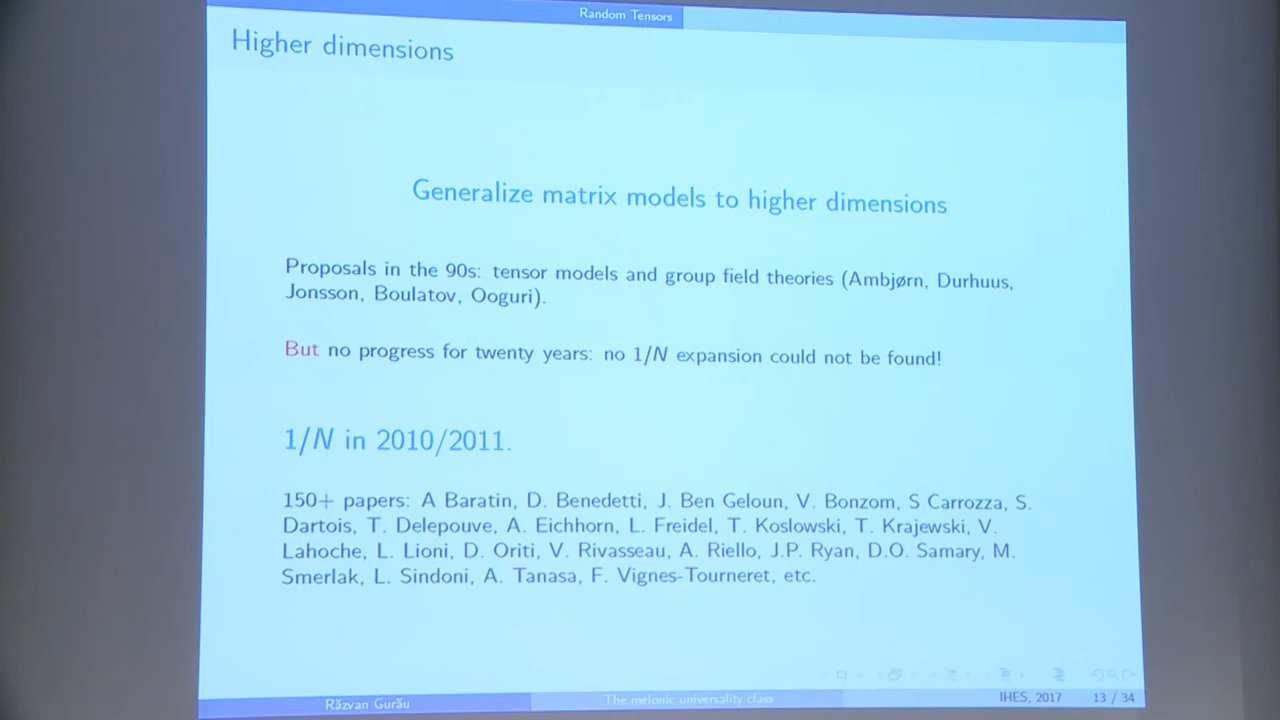 Random Tensors
Higher dimensions
Generalize matrix models to higher dimensions
Proposals in the 90s: tensor models and group field theories (Ambjørn, Durhuus,
Jonsson, Boulatov, Ooguri).
But no progress for twenty years: no 1/N expansion could not be found!
1/N in 2010/2011.
150+ papers: A Baratin, D. Benedetti, J. Ben Geloun, V. Bonzom, S Carrozza, S.
Dartois, T. Delepouve, A. Eichhorn, L. Freidel, T. Koslowski, T. Krajewski, V.
Lahoche, L. Lioni, D. Oriti, V. Rivasseau, A. Riello, J.P. Ryan, D.O. Samary, M.
Smerlak, L. Sindoni, A. Tanasa, F. Vignes-Tourneret, etc.
Răzvan Gurău The melonic universality class IHES, 2017 13 / 34